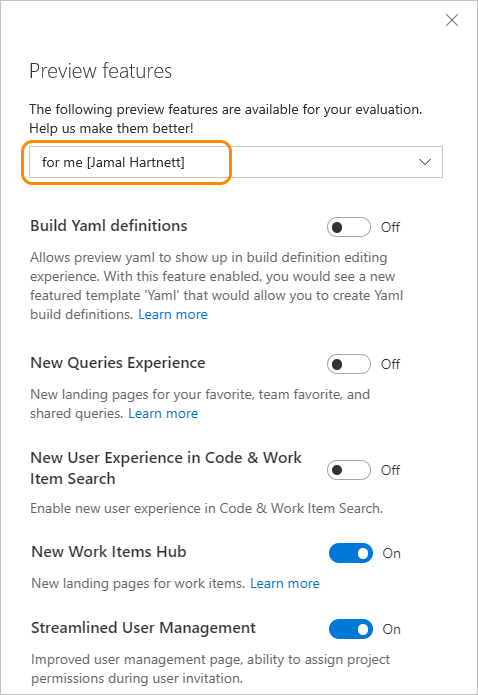 Preview features
The following preview features are available for your evaluation.
Help us make them better!
for me [Jamal Hartnett]
Build Yaml definitions
Off
Allows preview yaml to show up in build definition editing
experience. With this feature enabled, you would see a new
featured template 'Yaml' that would allow you to create Yaml
build definitions. Learn more
New Queries Experience
Off
New landing pages for your favorite, team favorite, and
shared queries. Learn more
New User Experience in Code & Work
Item Search
Off
Enable new user experience in Code & Work Item Search.
New Work Items Hub
On
New landing pages for work items. Learn more
Streamlined User Management
On
Improved user management page, ability to assign project
permissions during user invitation.